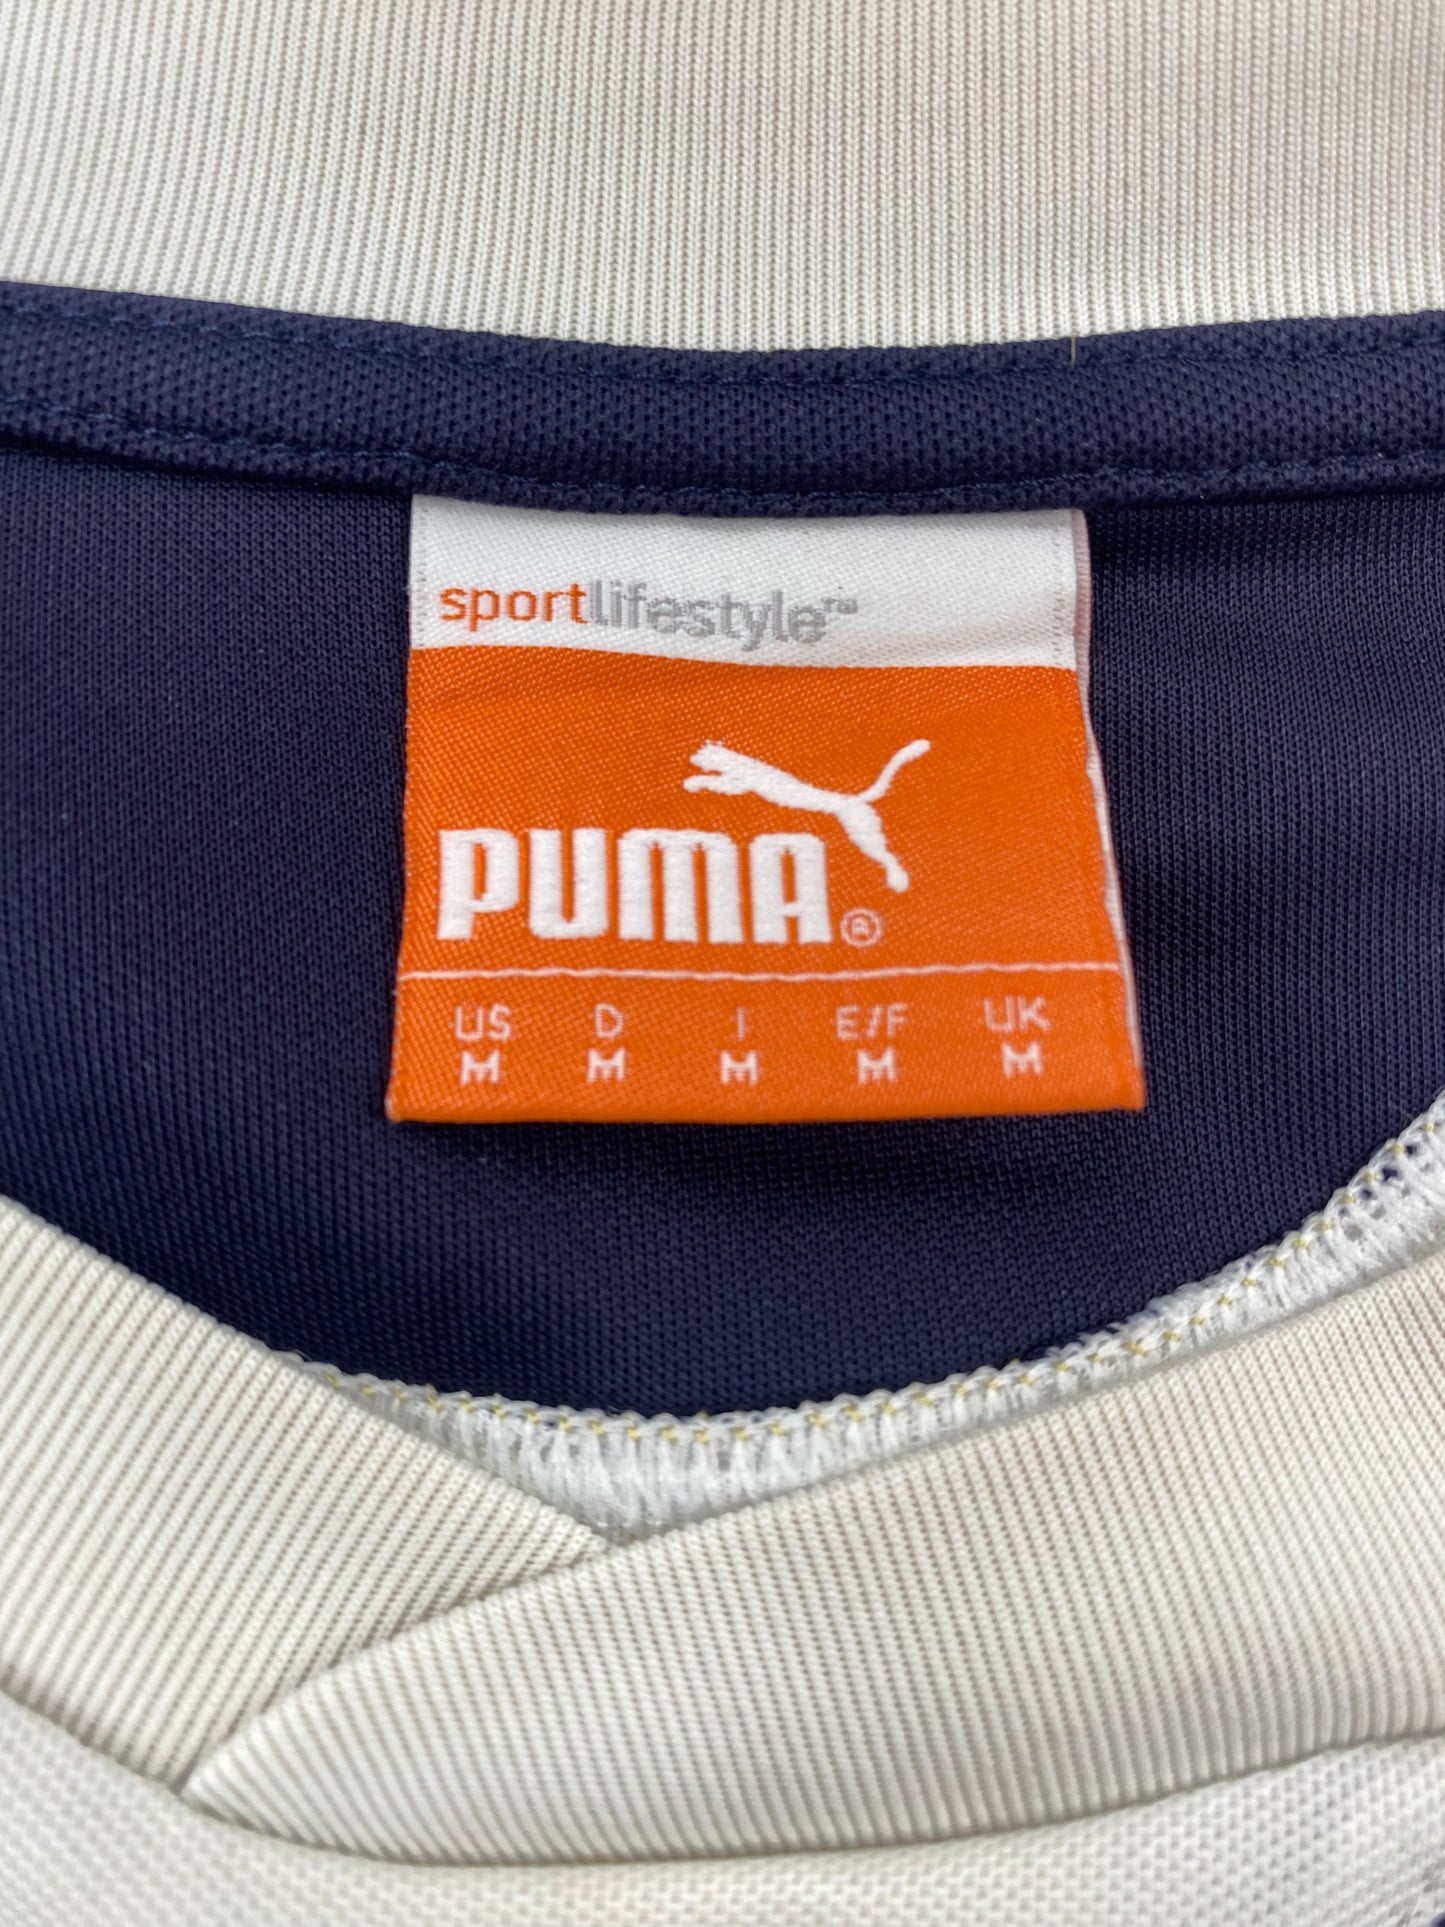 sportlifestyle™
PUMA®
US D I E/F UK
M M M M M